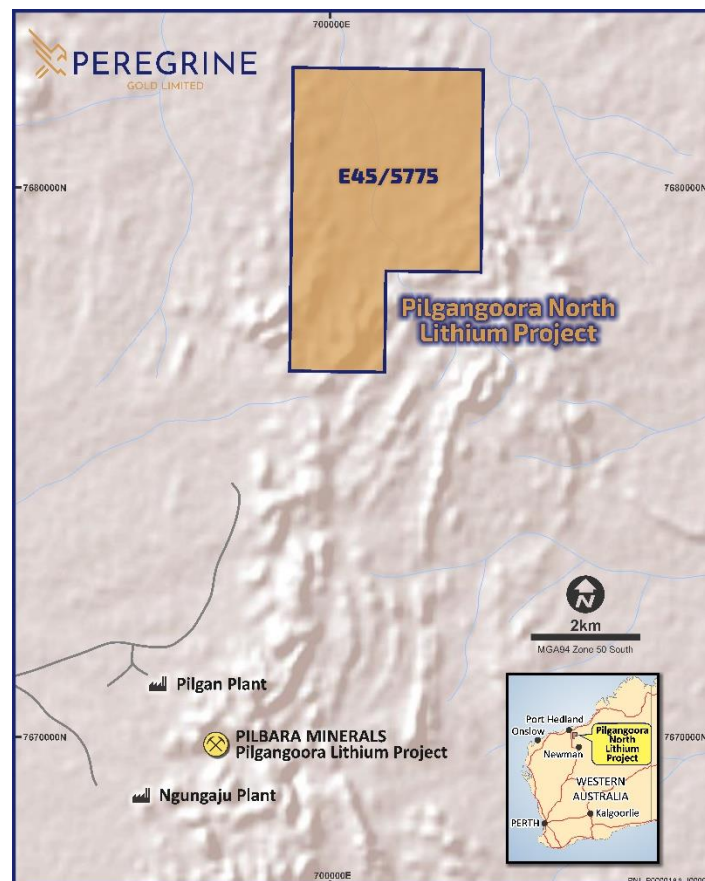 700000E
PEREGRINE
GOLD LIMITED
E45/5775
7680000N
7680000N
Pilgangoora North
Lithium Project
N
2km
MGA94 Zone 50 South
Pilgan Plant
PILBARA MINERALS
Pilgangoora Lithium Project
7670000N
7670000N
Ngungaju Plant
Port Hedland
Onslow
Pilgangoora
North
Lithium
Project
Newman
WESTERN
AUSTRALIA
PERTH
Kalgoorlie
700000E